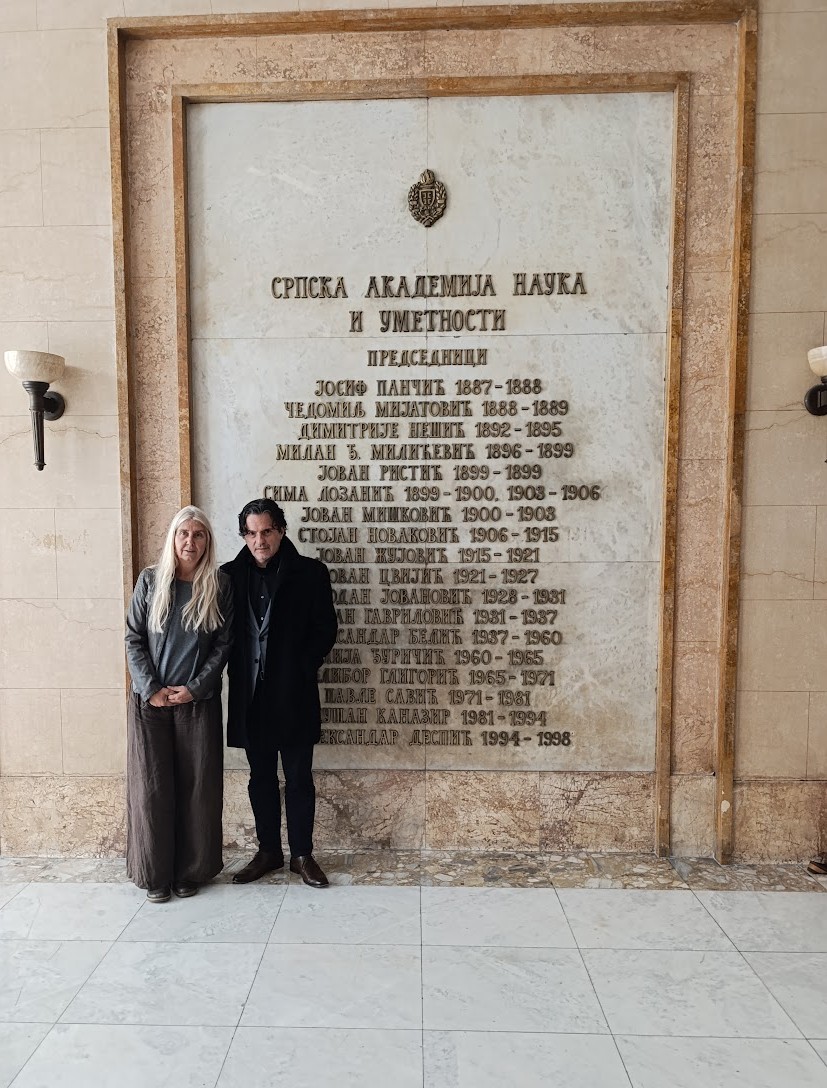 СРПСКА АКАДЕМИЈА НАУКА
И УМЕТНОСТИ
ПРЕДСЕДНИЦИ
ЈОСИФ ПАНЧИЋ 1887-1888
ЧЕДОМИЉ МИЈАТОВИЋ 1888-1889
ДИМИТРИЈЕ НЕШИЋ 1892-1895
МИЛАН Ђ. МИЛИЋЕВИЋ 1896-1899
ЈОВАН РИСТИЋ 1899-1899
СИМА ЛОЗАНИЋ 1899-1900, 1903-1906
ЈОВАН МИШКОВИЋ 1900-1903
СТОЈАН НОВАКОВИЋ 1906-1915
ЈОВАН ЖУЈОВИЋ 1915-1921
ЈОВАН ЦВИЈИЋ 1921-1927
ЈОВАНОВИЋ 1928-1931
ГАВРИЛОВИЋ 1931-1937
БЕЛИЋ 1937-1960
ЂУРИЧИЋ 1960-1965
ГЛИГОРИЋ 1965-1971
ПАВЛЕ САВИЋ 1971-1981
КАНАЗИР 1981-1994
ДЕСПИЋ 1994-1998